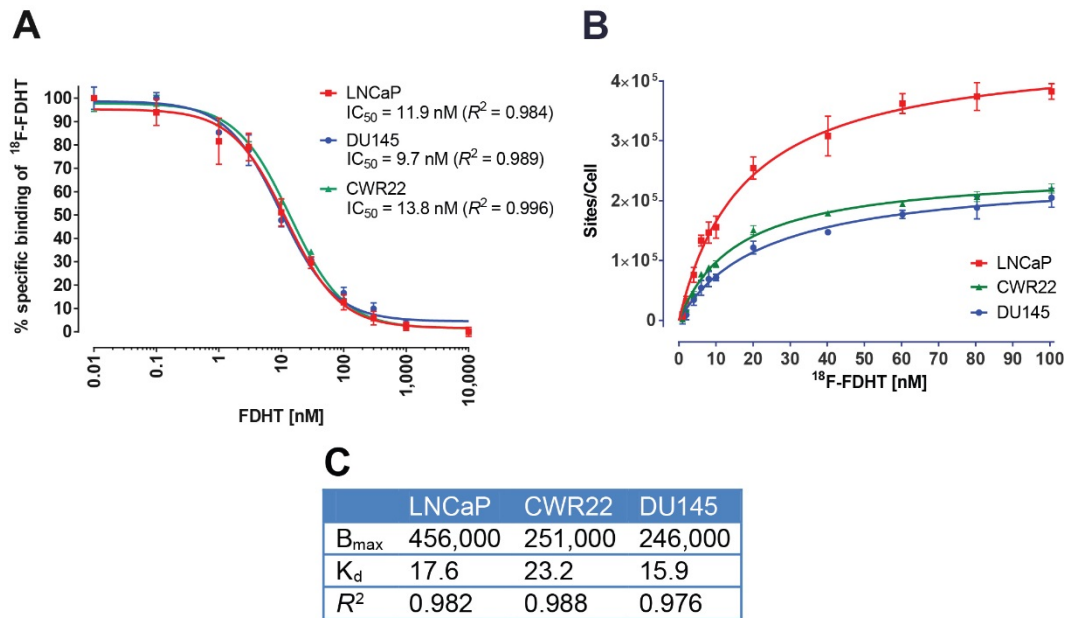 A
% specific binding of ¹⁸F-FDHT
100
90
80
70
60
50
40
30
20
10
0
0.01
0.1
1
10
100
1,000
10,000
FDHT [nM]
LNCaP
IC₅₀ = 11.9 nM (R² = 0.984)
DU145
IC₅₀ = 9.7 nM (R² = 0.989)
CWR22
IC₅₀ = 13.8 nM (R² = 0.996)
B
Sites/Cell
4×10⁵
3×10⁵
2×10⁵
1×10⁵
0
0 10 20 30 40 50 60 70 80 90 100
¹⁸F-FDHT [nM]
LNCaP
CWR22
DU145
C
LNCaP CWR22 DU145
Bmax 456,000 251,000 246,000
Kd 17.6 23.2 15.9
R² 0.982 0.988 0.976